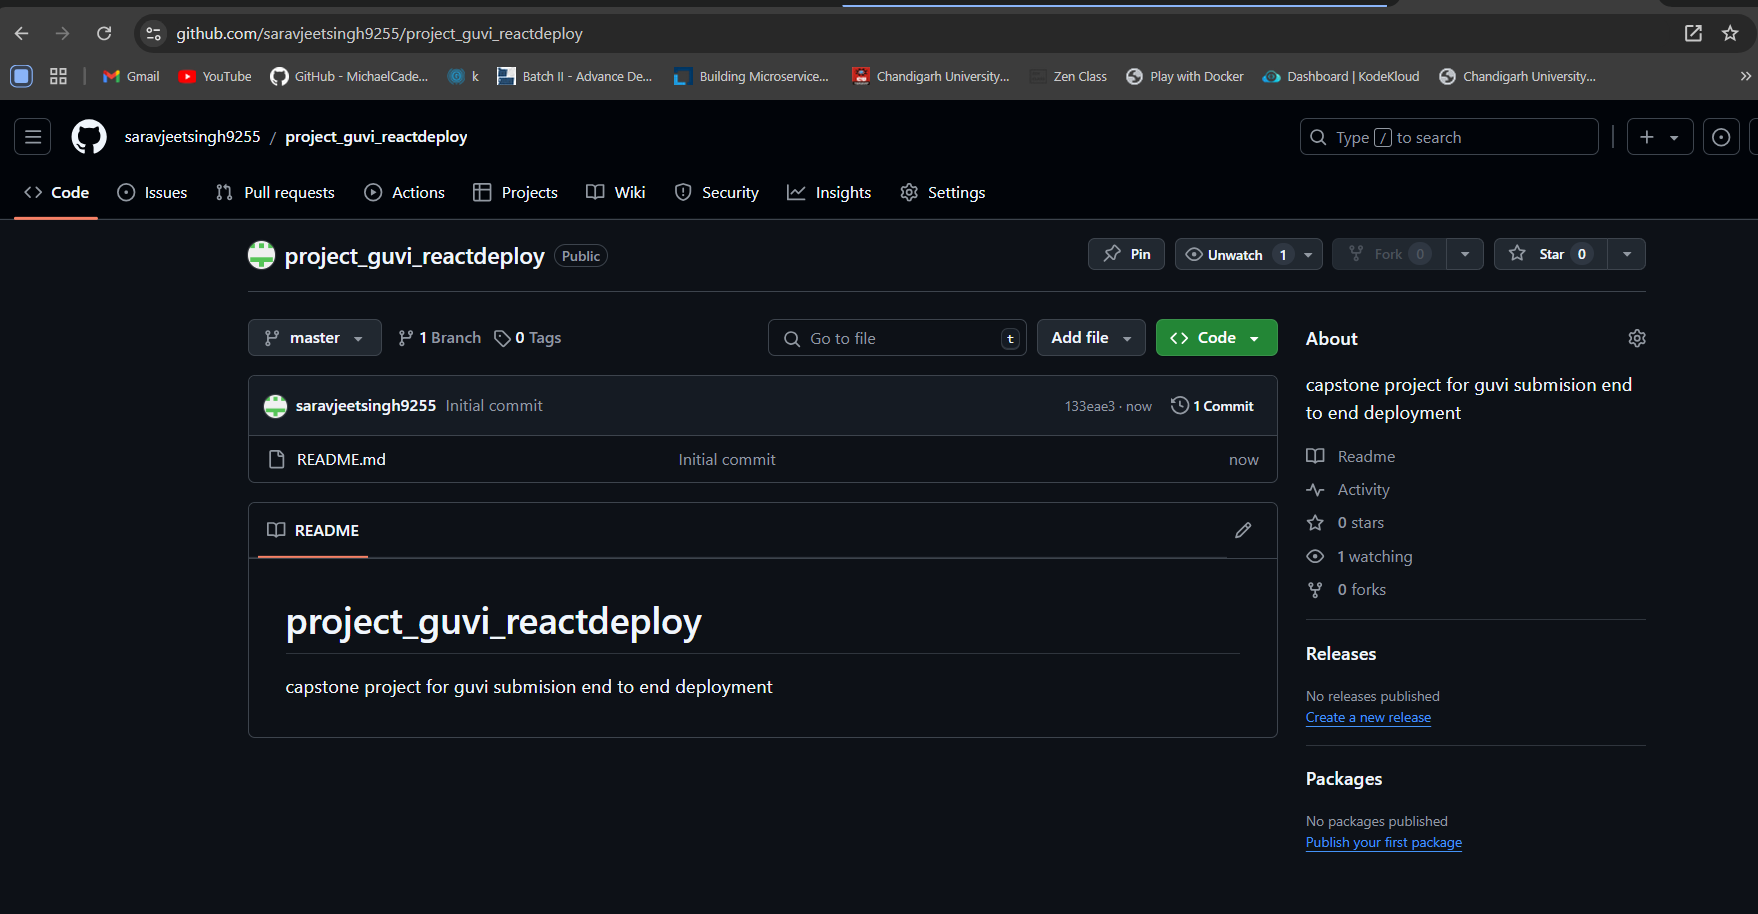 github.com/saravjeetsingh9255/project_guvi_reactdeploy
Gmail YouTube GitHub - MichaelCade... k Batch II - Advance De... Building Microservice... Chandigarh University,... Zen Class Play with Docker Dashboard | KodeKloud Chandigarh University,...
saravjeetsingh9255 / project_guvi_reactdeploy Type / to search
Code Issues Pull requests Actions Projects Wiki Security Insights Settings
project_guvi_reactdeploy Public Pin Unwatch 1 Fork 0 Star 0
master 1 Branch 0 Tags Go to file t Add file Code About
capstone project for guvi submision end
to end deployment
saravjeetsingh9255 Initial commit 133eae3 · now 1 Commit
README.md Initial commit now
Readme
Activity
0 stars
1 watching
0 forks
README
project_guvi_reactdeploy
capstone project for guvi submision end to end deployment
Releases
No releases published
Create a new release
Packages
No packages published
Publish your first package